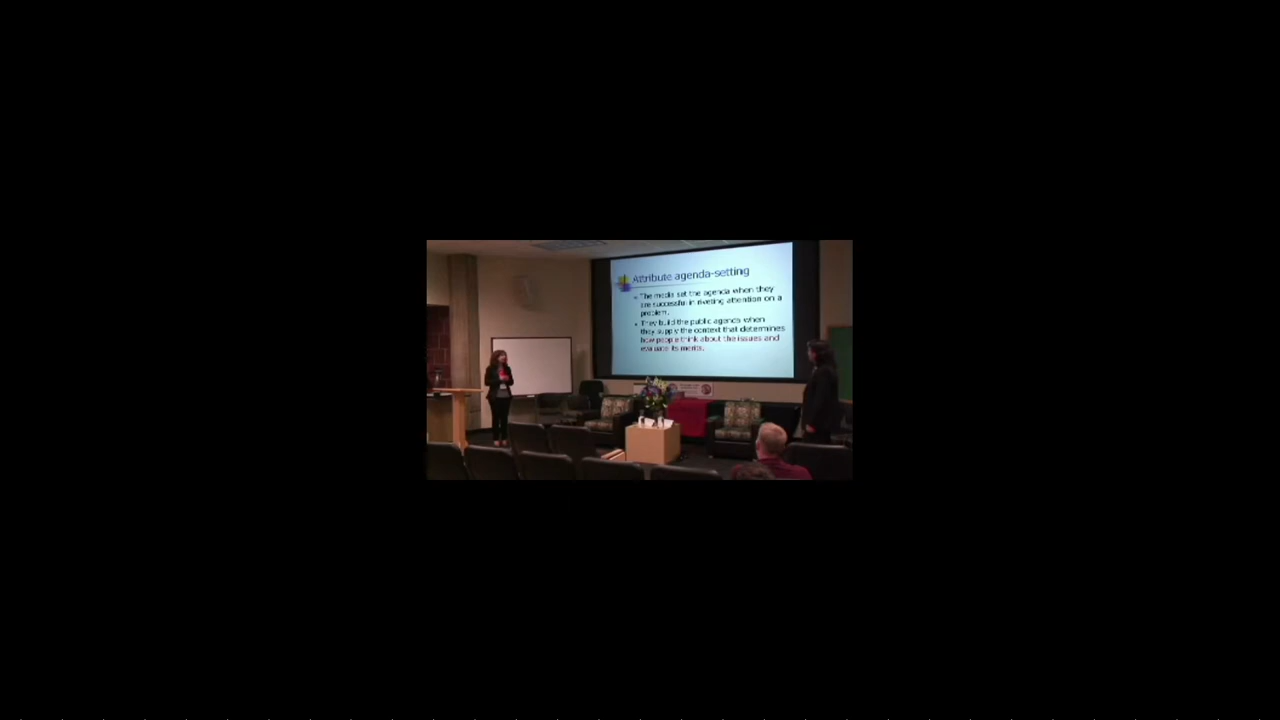 Attribute agenda-setting
The media set the agenda when they
are successful in riveting attention on a
problem.
They build the public agenda when
they supply the context that determines
how people think about the issues and
evaluate its merits.